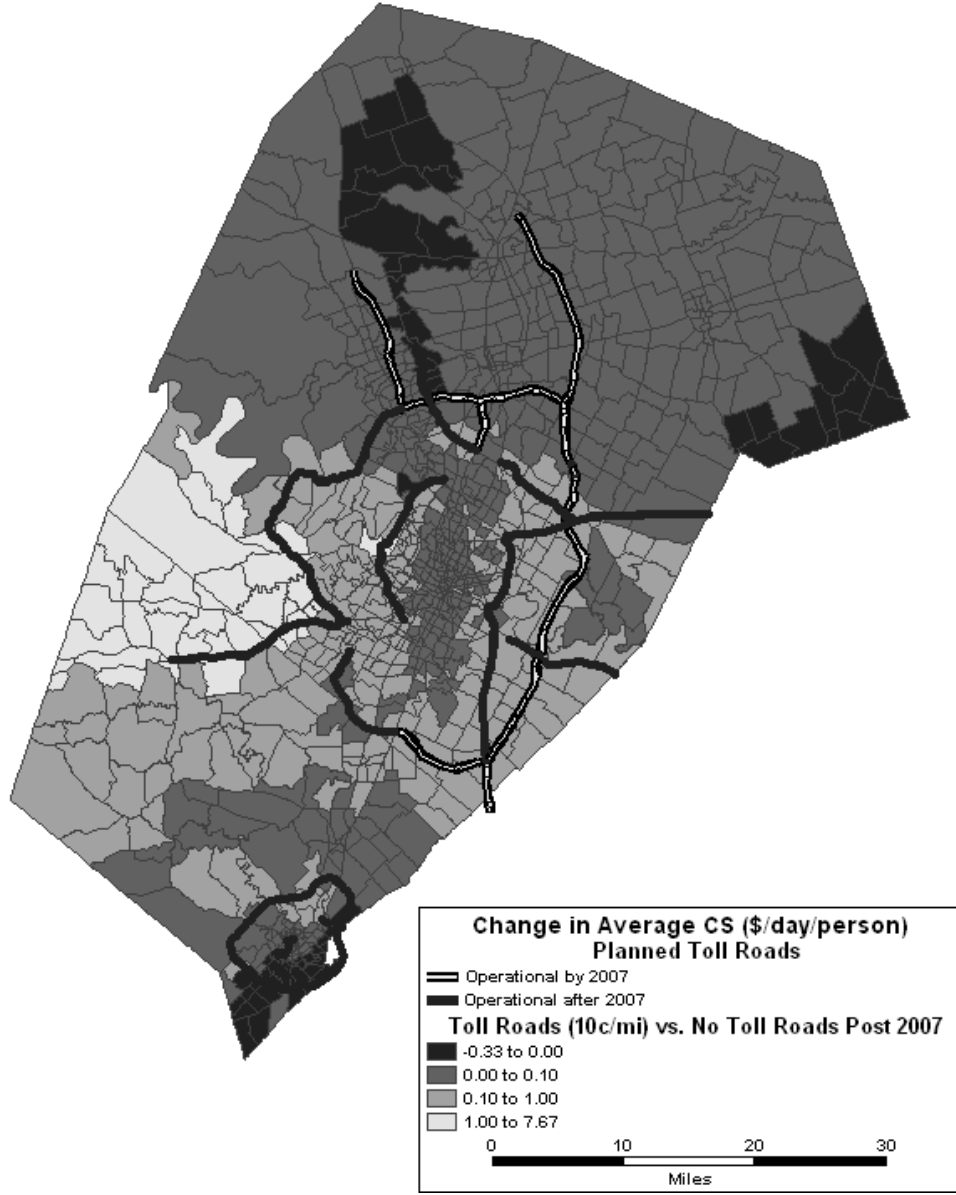 Change in Average CS ($/day/person)
Planned Toll Roads
Operational by 2007
Operational after 2007
Toll Roads (10c/mi) vs. No Toll Roads Post 2007
-0.33 to 0.00
0.00 to 0.10
0.10 to 1.00
1.00 to 7.67
0 10 20 30
Miles